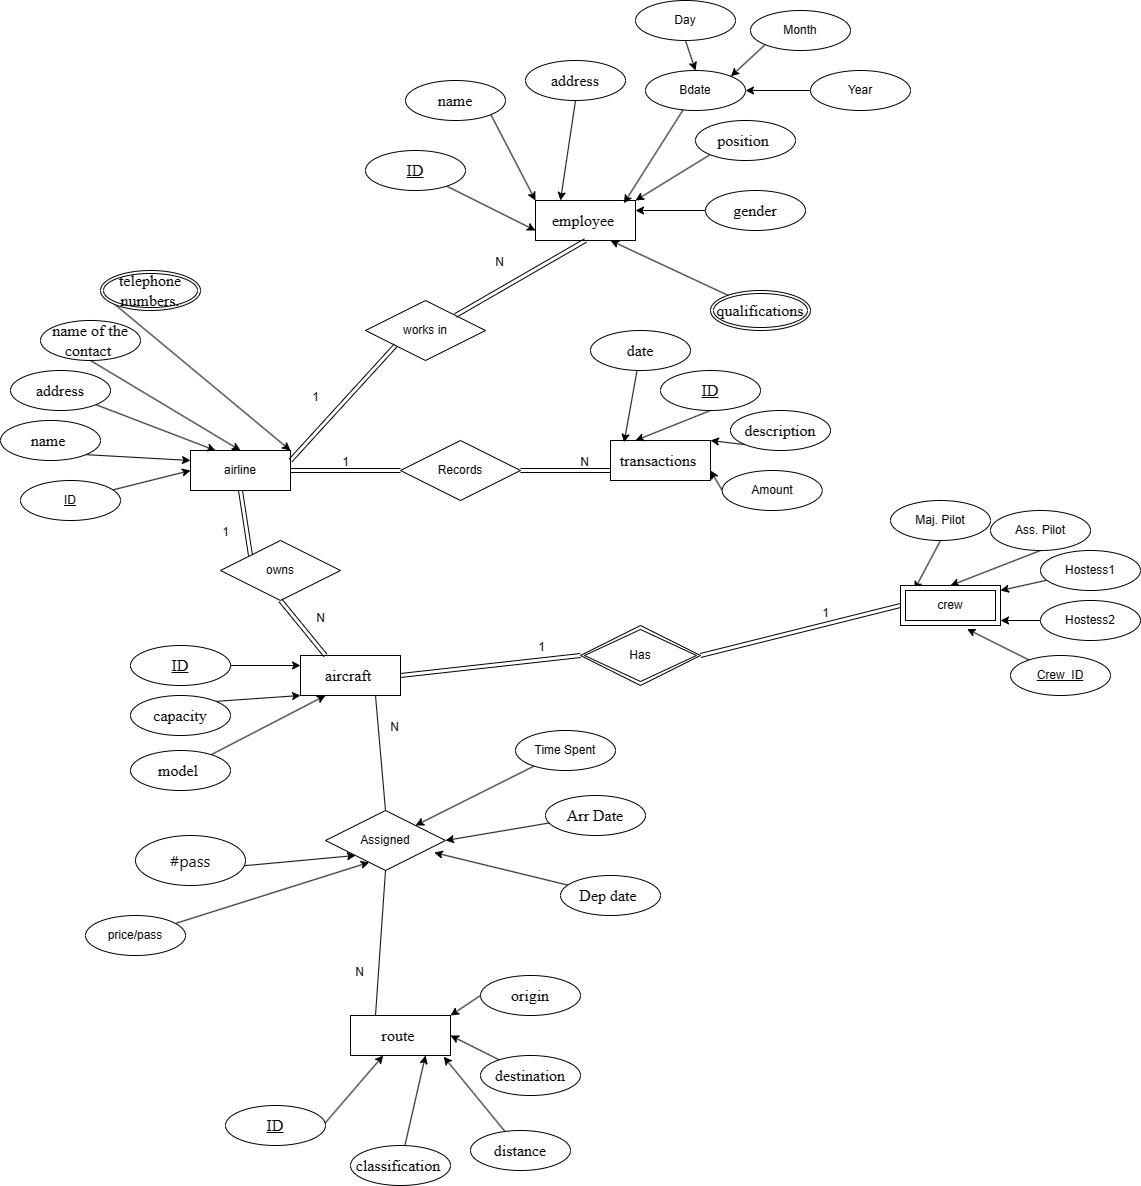 Day
Month
Bdate
Year
address
name
position
ID
gender
employee
N
telephone
numbers.
qualifications
works in
name of the
contact
date
address
ID
1
name
description
airline
1
Records
N
transactions
ID
Amount
Maj. Pilot
Ass. Pilot
1
owns
Hostess1
crew
N
1
Hostess2
1
Has
ID
aircraft
Crew_ID
capacity
N
Time Spent
model
Arr Date
Assigned
#pass
Dep date
price/pass
N
origin
route
destination
ID
distance
classification